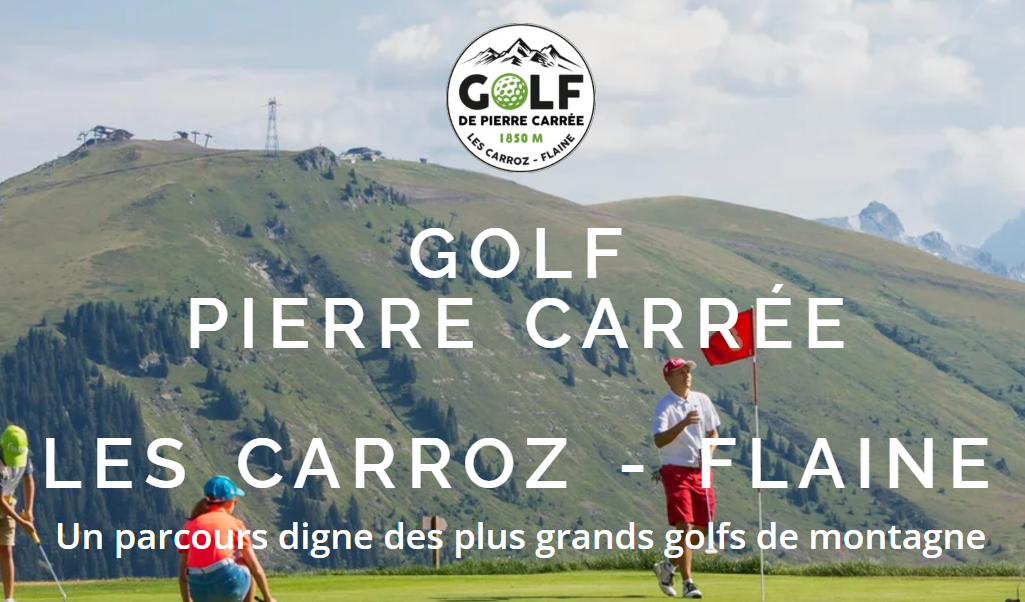 GOLF
DE PIERRE CARRÉE
1850 M
LES CARROZ - FLAINE
GOLF
PIERRE CARRÉE
LES CARROZ - FLAINE
Un parcours digne des plus grands golfs de montagne